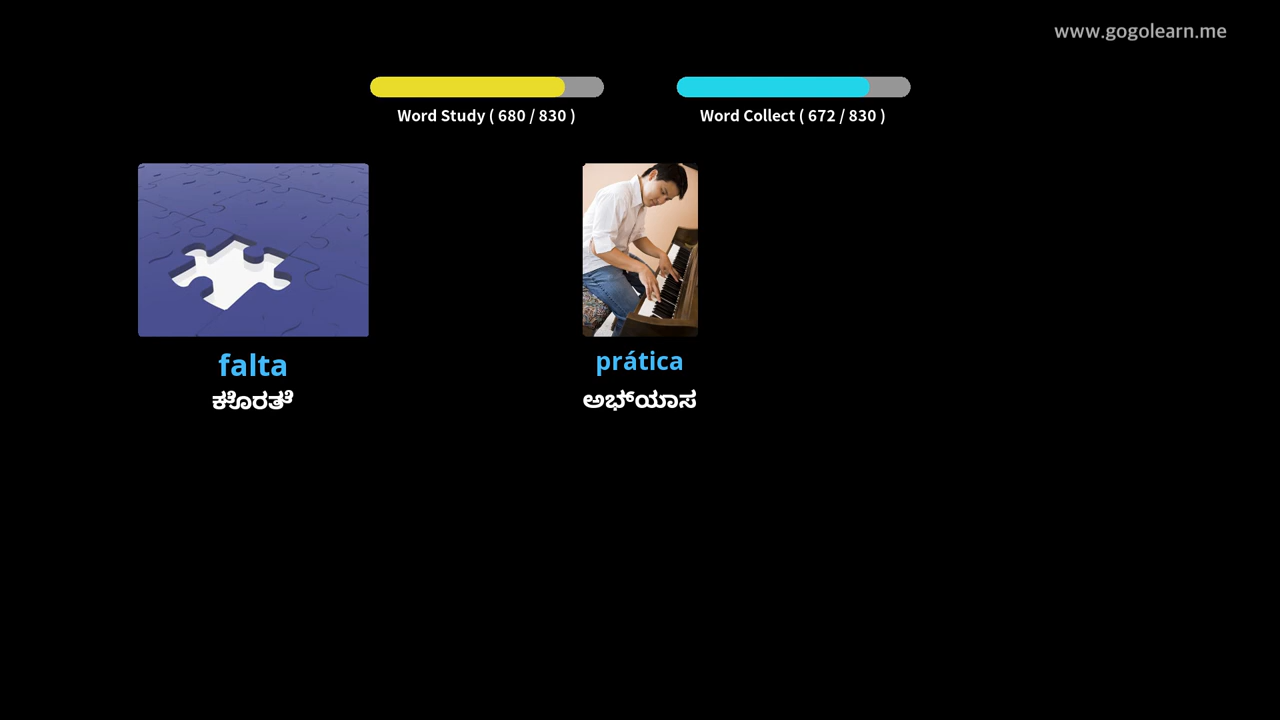 www.gogolearn.me
Word Study ( 680 / 830 )
Word Collect ( 672 / 830 )
falta
ಕೊರತೆ
prática
ಅಭ್ಯಾಸ